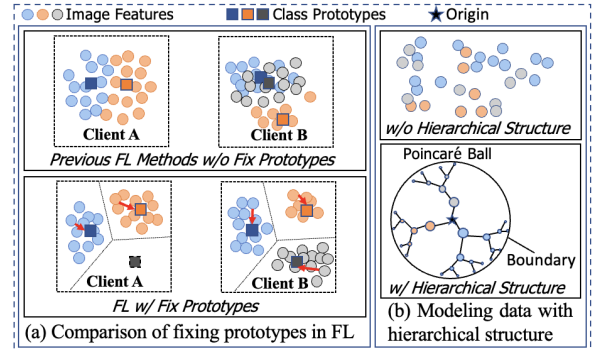 Image Features Class Prototypes Origin
Client A Client B
Previous FL Methods w/o Fix Prototypes
Client A Client B
FL w/ Fix Prototypes
(a) Comparison of fixing prototypes in FL
w/o Hierarchical Structure
Poincaré Ball
Boundary
w/ Hierarchical Structure
(b) Modeling data with
hierarchical structure